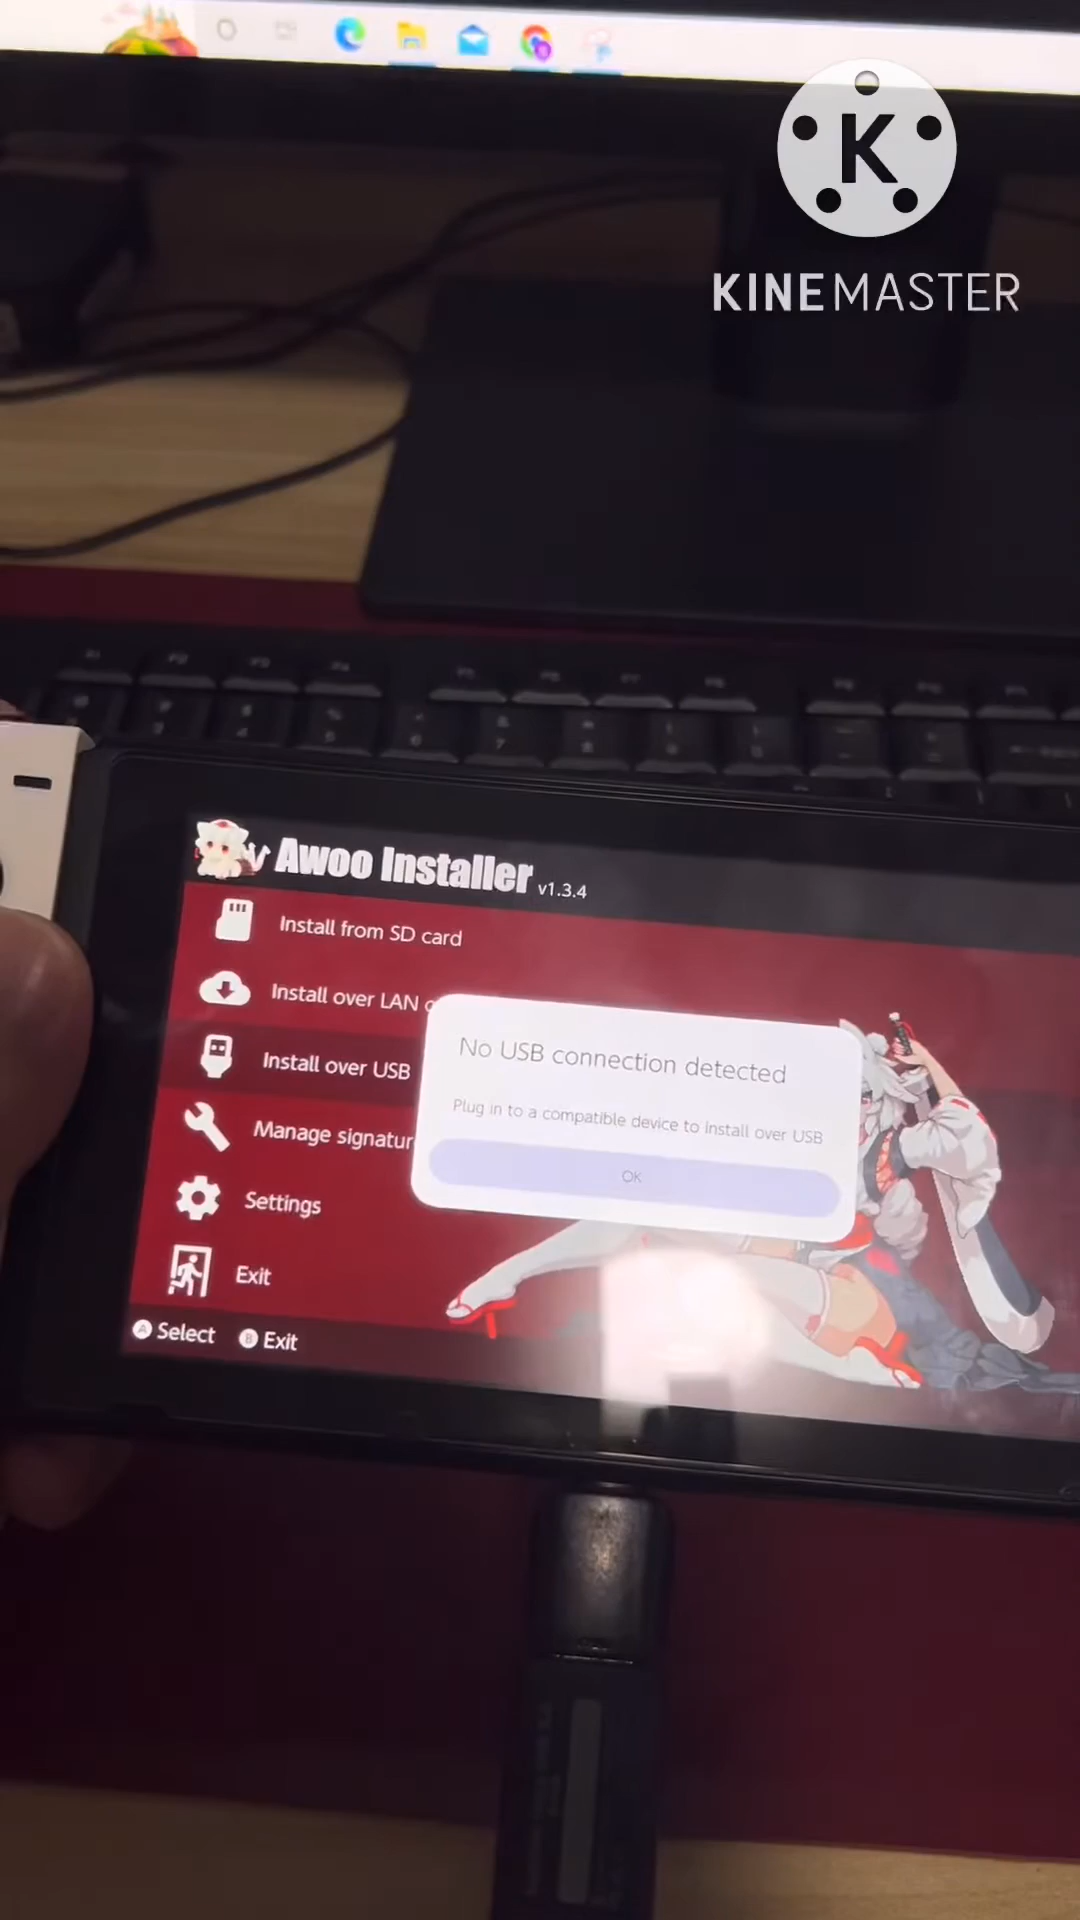 K
KINEMASTER
Awoo Installer v1.3.4
Install from SD card
Install over LAN
Install over USB
Manage signatur
Settings
Exit
No USB connection detected
Plug in to a compatible device to install over USB
OK
A Select B Exit